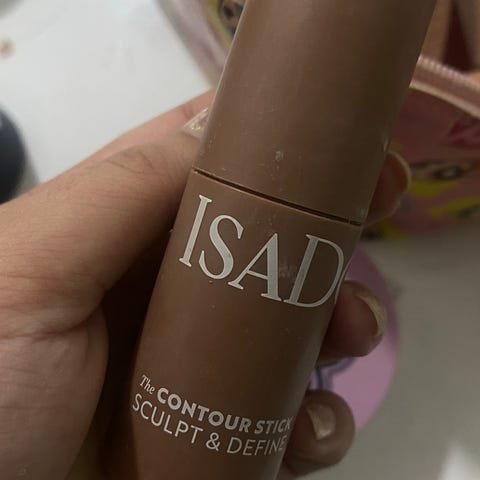 ISAD
The CONTOUR STICK
SCULPT & DEFINE